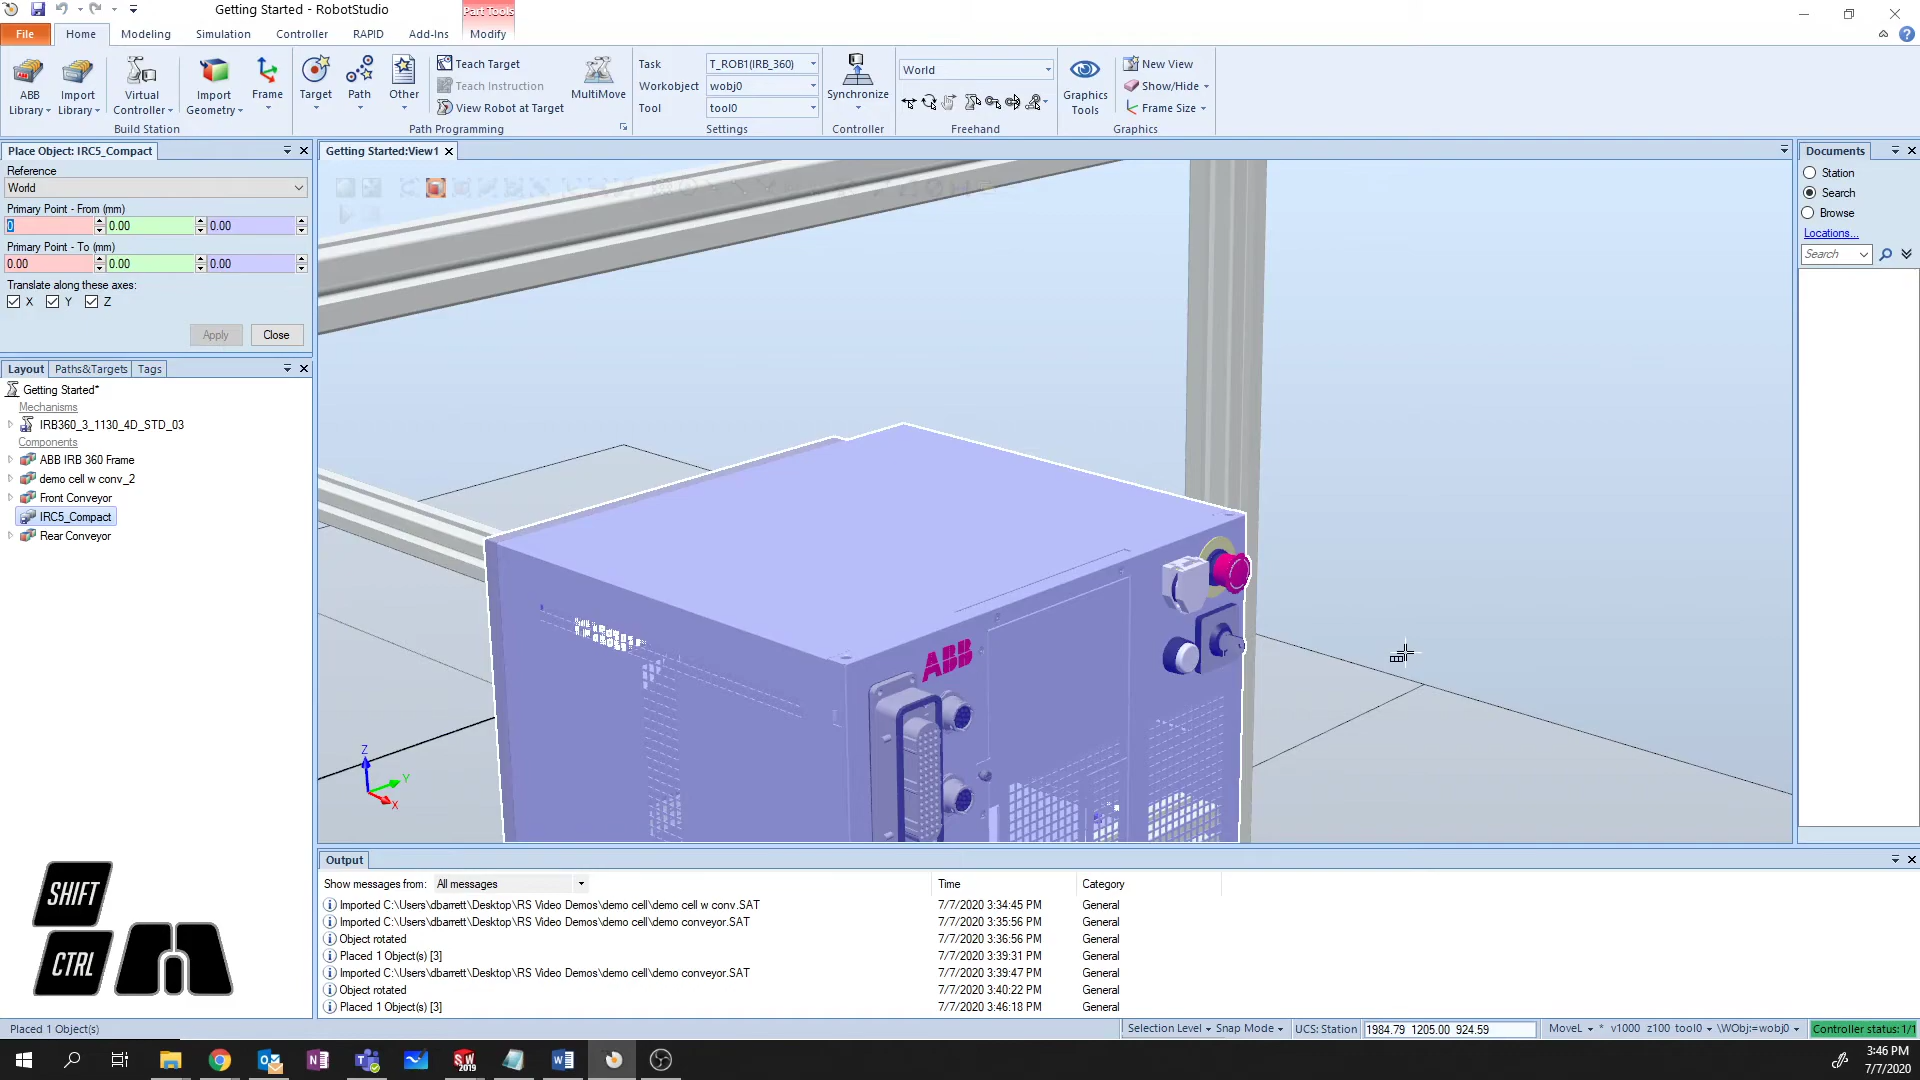 Getting Started - RobotStudio
Part Tools
File
Home
Modeling
Simulation
Controller
RAPID
Add-Ins
Modify
ABB
Library
Import
Library
Virtual
Controller
Import
Geometry
Frame
Build Station
Target
Path
Other
Teach Target
Teach Instruction
View Robot at Target
MultiMove
Path Programming
Task
T_ROB1(IRB_360)
Workobject
wobj0
Tool
tool0
Settings
Synchronize
Controller
World
Freehand
Graphics
Tools
New View
Show/Hide
Frame Size
Graphics
Place Object: IRC5_Compact
Reference
World
Primary Point - From (mm)
0
0.00
0.00
Primary Point - To (mm)
0.00
0.00
0.00
Translate along these axes:
X
Y
Z
Apply
Close
Layout
Paths&Targets
Tags
Getting Started*
Mechanisms
IRB360_3_1130_4D_STD_03
Components
ABB IRB 360 Frame
demo cell w conv_2
Front Conveyor
IRC5_Compact
Rear Conveyor
SHIFT
CTRL
Getting Started:View1
ABB
Z
Y
X
Documents
Station
Search
Browse
Locations...
Search
Output
Show messages from:
All messages
Time
Category
Imported C:\Users\dbarrett\Desktop\RS Video Demos\demo cell\demo cell w conv.SAT 7/7/2020 3:34:45 PM General
Imported C:\Users\dbarrett\Desktop\RS Video Demos\demo cell\demo conveyor.SAT 7/7/2020 3:35:56 PM General
Object rotated 7/7/2020 3:36:56 PM General
Placed 1 Object(s) [3] 7/7/2020 3:39:31 PM General
Imported C:\Users\dbarrett\Desktop\RS Video Demos\demo cell\demo conveyor.SAT 7/7/2020 3:39:47 PM General
Object rotated 7/7/2020 3:40:22 PM General
Placed 1 Object(s) [3] 7/7/2020 3:46:18 PM General
Placed 1 Object(s)
Selection Level
Snap Mode
UCS: Station
1984.79 1205.00 924.59
MoveL * v1000 z100 tool0 \WObj:=wobj0
Controller status: 1/1
SW
2019
3:46 PM
7/7/2020